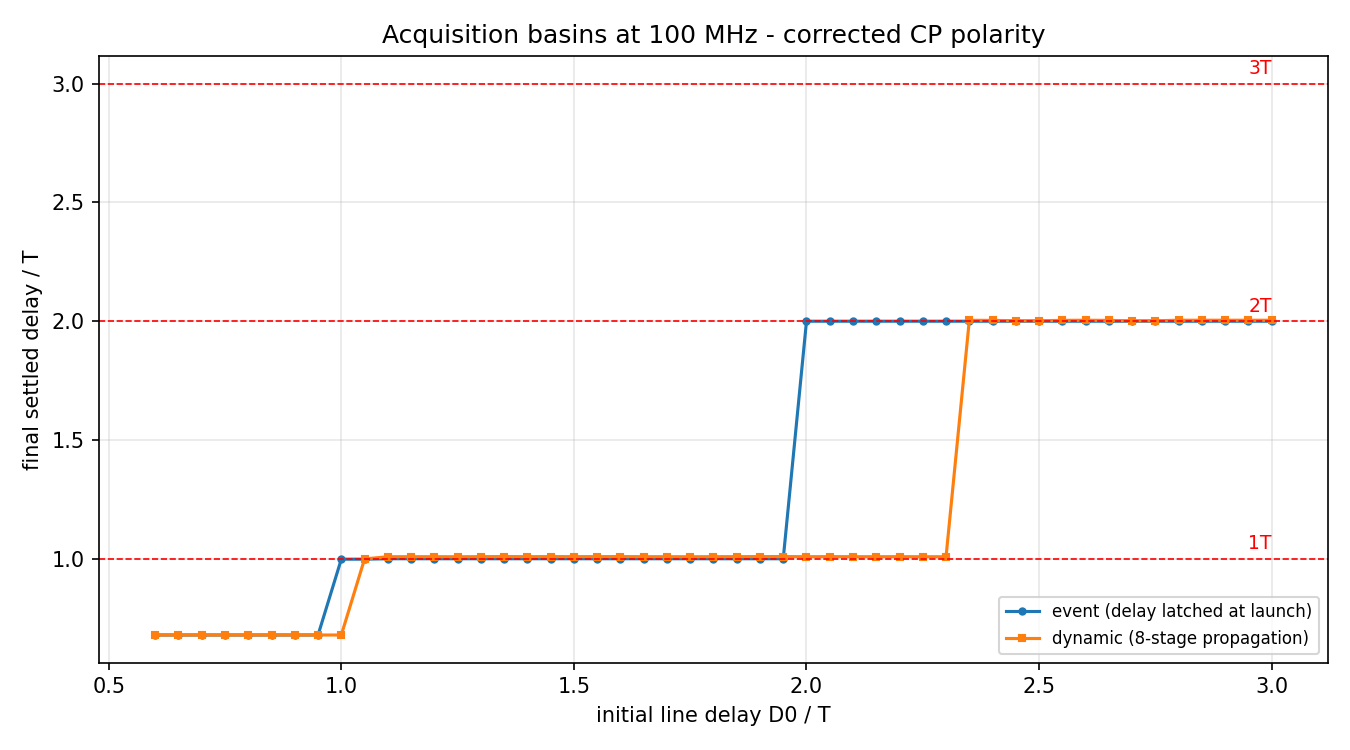 Acquisition basins at 100 MHz - corrected CP polarity
final settled delay / T
3.0
2.5
2.0
1.5
1.0
3T
2T
1T
event (delay latched at launch)
dynamic (8-stage propagation)
0.5
1.0
1.5
2.0
2.5
3.0
initial line delay D0 / T